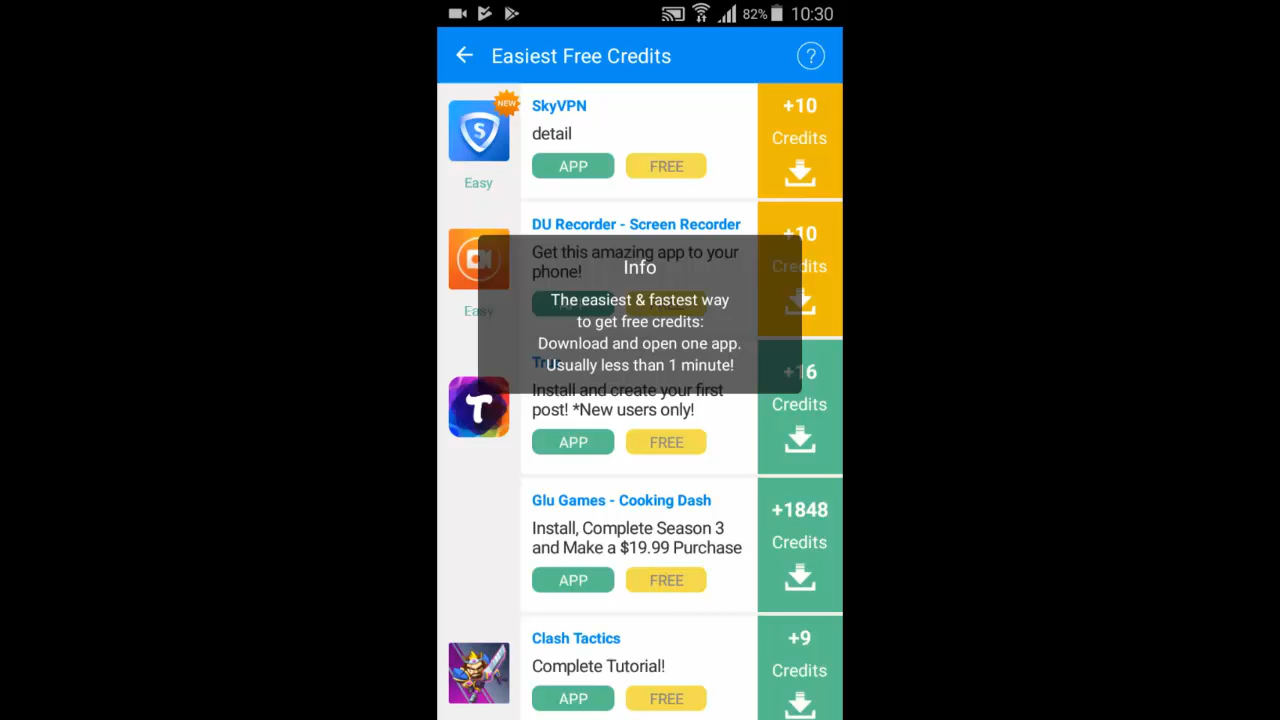 82% 10:30
Easiest Free Credits ?
NEW
S
Easy
SkyVPN
detail
APP FREE
+10
Credits
DU Recorder - Screen Recorder
Get this amazing app to your
phone!
Easy
+10
Credits
Info
The easiest & fastest way
to get free credits:
Download and open one app.
Usually less than 1 minute!
T
Install and create your first
post! *New users only!
APP FREE
+16
Credits
Glu Games - Cooking Dash
Install, Complete Season 3
and Make a $19.99 Purchase
APP FREE
+1848
Credits
Clash Tactics
Complete Tutorial!
APP FREE
+9
Credits